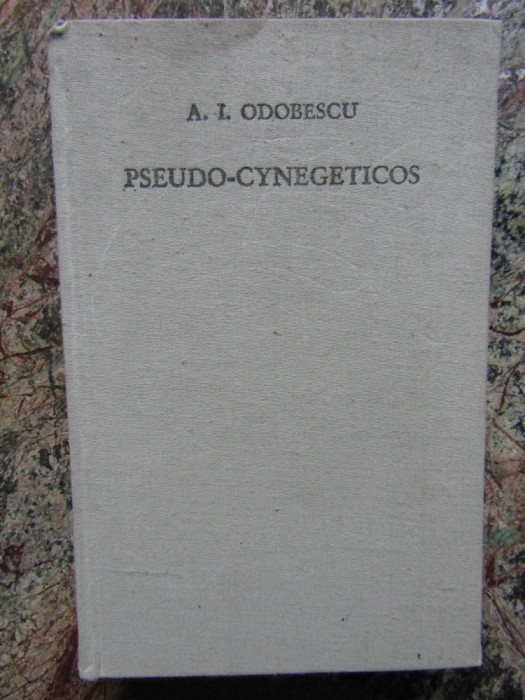 A. I. ODOBESCU
PSEUDO-CYNEGETICOS